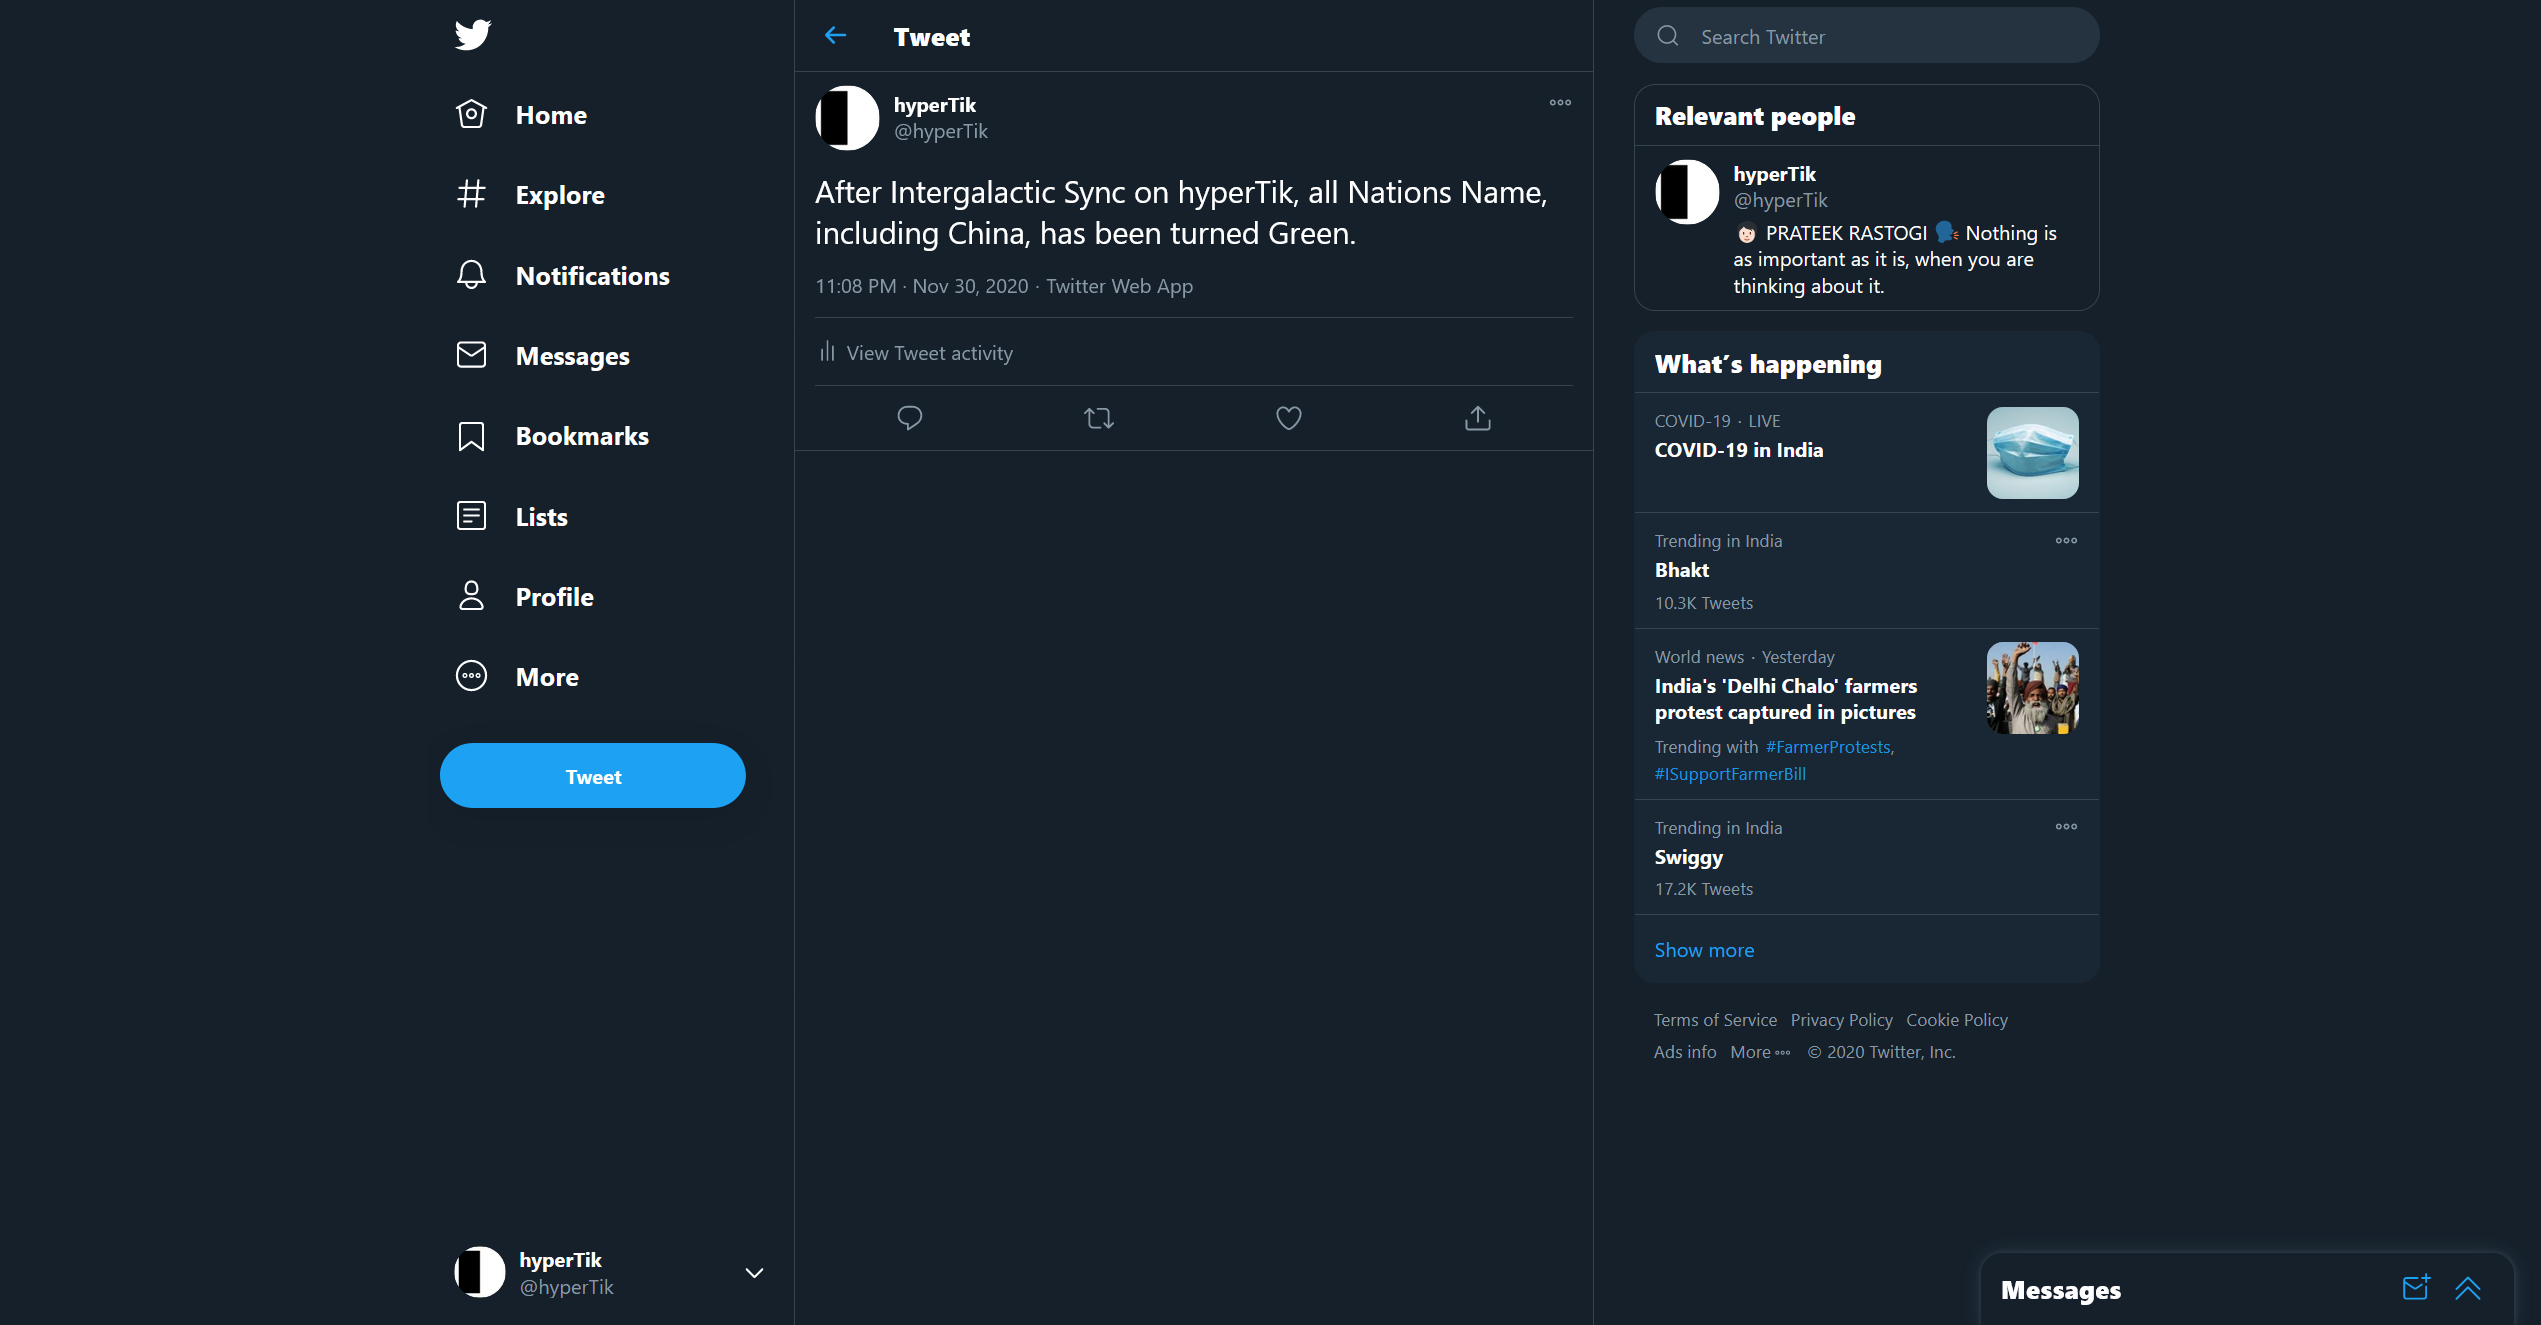 Home
Explore
Notifications
Messages
Bookmarks
Lists
Profile
More
Tweet
hyperTik
@hyperTik
Tweet
hyperTik
@hyperTik
After Intergalactic Sync on hyperTik, all Nations Name,
including China, has been turned Green.
11:08 PM · Nov 30, 2020 · Twitter Web App
View Tweet activity
Search Twitter
Relevant people
hyperTik
@hyperTik
PRATEEK RASTOGI Nothing is
as important as it is, when you are
thinking about it.
What's happening
COVID-19 · LIVE
COVID-19 in India
Trending in India
Bhakt
10.3K Tweets
World news · Yesterday
India's 'Delhi Chalo' farmers
protest captured in pictures
Trending with #FarmerProtests,
#ISupportFarmerBill
Trending in India
Swiggy
17.2K Tweets
Show more
Terms of Service Privacy Policy Cookie Policy
Ads info More © 2020 Twitter, Inc.
Messages